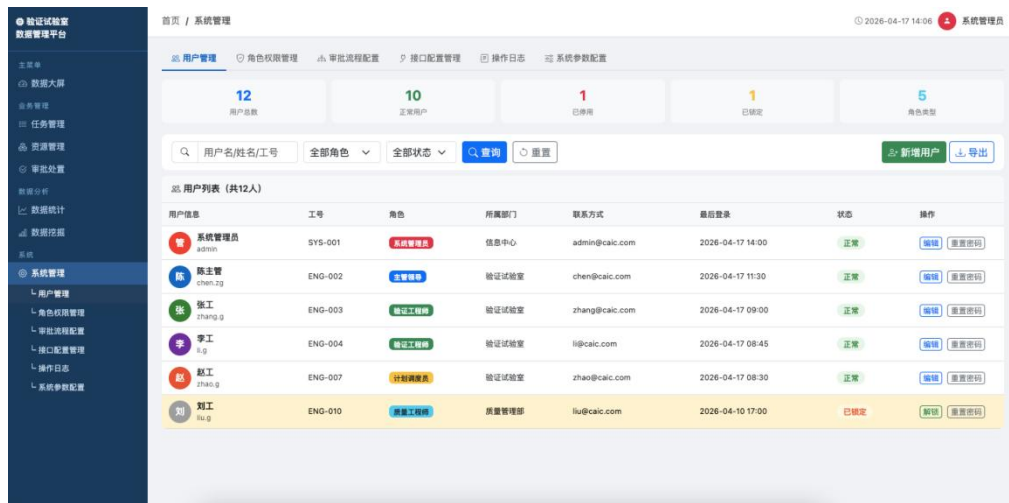 验证试验室
数据管理平台
首页 / 系统管理
2026-04-17 14:06 系统管理员
主菜单
数据大屏
业务管理
任务管理
资源管理
审批处置
数据分析
数据统计
数据挖掘
系统
系统管理
用户管理
角色权限管理
审批流程配置
接口配置管理
操作日志
系统参数配置
用户管理 角色权限管理 审批流程配置 接口配置管理 操作日志 系统参数配置
12 10 1 1 5
用户总数 正常用户 已停用 已锁定 角色类型
用户名/姓名/工号 全部角色 全部状态 查询 重置 新增用户 导出
用户列表（共12人）
用户信息 工号 角色 所属部门 联系方式 最后登录 状态 操作
管 系统管理员 SYS-001 系统管理员 信息中心 admin@caic.com 2026-04-17 14:00 正常 编辑 重置密码
admin
陈 陈主管 ENG-002 主管领导 验证试验室 chen@caic.com 2026-04-17 11:30 正常 编辑 重置密码
chen.zg
张 张工 ENG-003 验证工程师 验证试验室 zhang@caic.com 2026-04-17 09:00 正常 编辑 重置密码
zhang.g
李 李工 ENG-004 验证工程师 验证试验室 li@caic.com 2026-04-17 08:45 正常 编辑 重置密码
li.g
赵 赵工 ENG-007 计划调度员 验证试验室 zhao@caic.com 2026-04-17 08:30 正常 编辑 重置密码
zhao.g
刘 刘工 ENG-010 质量工程师 质量管理部 liu@caic.com 2026-04-10 17:00 已锁定 解锁 重置密码
liu.g